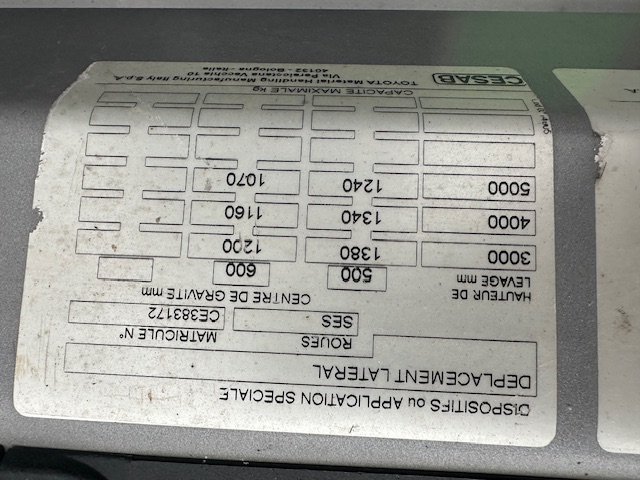 DISPOSITIFS ou APPLICATION SPECIALE
DEPLACEMENT LATERAL
ROUES MATRICULE N°
SES CE383172
HAUTEUR DE LEVAGE mm CENTRE DE GRAVITE mm
500 600
3000 1380 1200
4000 1340 1160
5000 1240 1070
CAPACITE MAXIMALE kg
CESAB TOYOTA Material Handling Manufacturing Italy S.p.A.
Via Persicetana Vecchia 10
40132 - Bologna - Italia